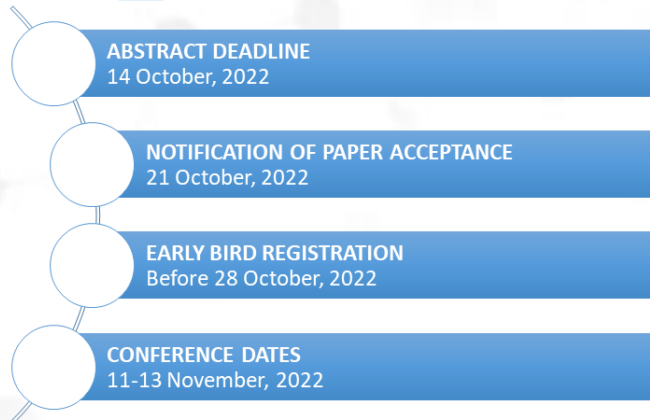 ABSTRACT DEADLINE
14 October, 2022
NOTIFICATION OF PAPER ACCEPTANCE
21 October, 2022
EARLY BIRD REGISTRATION
Before 28 October, 2022
CONFERENCE DATES
11-13 November, 2022